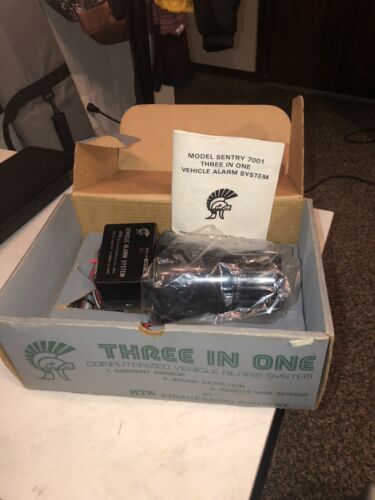 MODEL SENTRY 7001
THREE IN ONE
VEHICLE ALARM SYSTEM
VEHICLE ALARM
SYSTEM
THREE IN ONE
COMPUTERIZED VEHICLE ALARM SYSTEM
1. CURRENT SENSOR
2. SOUND DETECTION
3. REMOTE WIRE SENSOR
BY
MTK ENGINEERING COMPANY